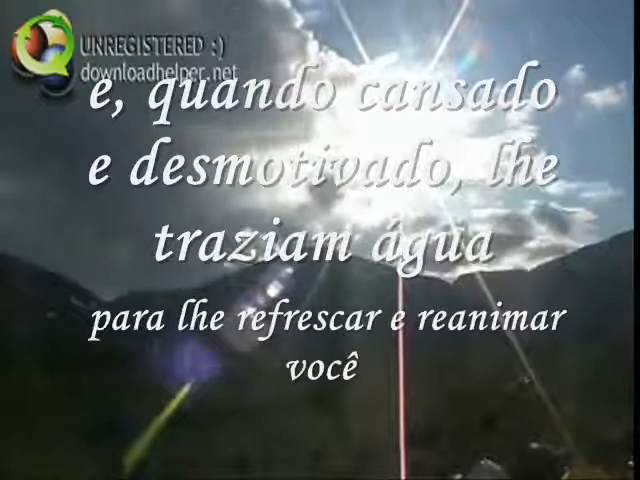 UNREGISTERED :)
downloadhelper.net
e, quando cansado
e desmotivado, lhe
traziam água
para lhe refrescar e reanimar
você